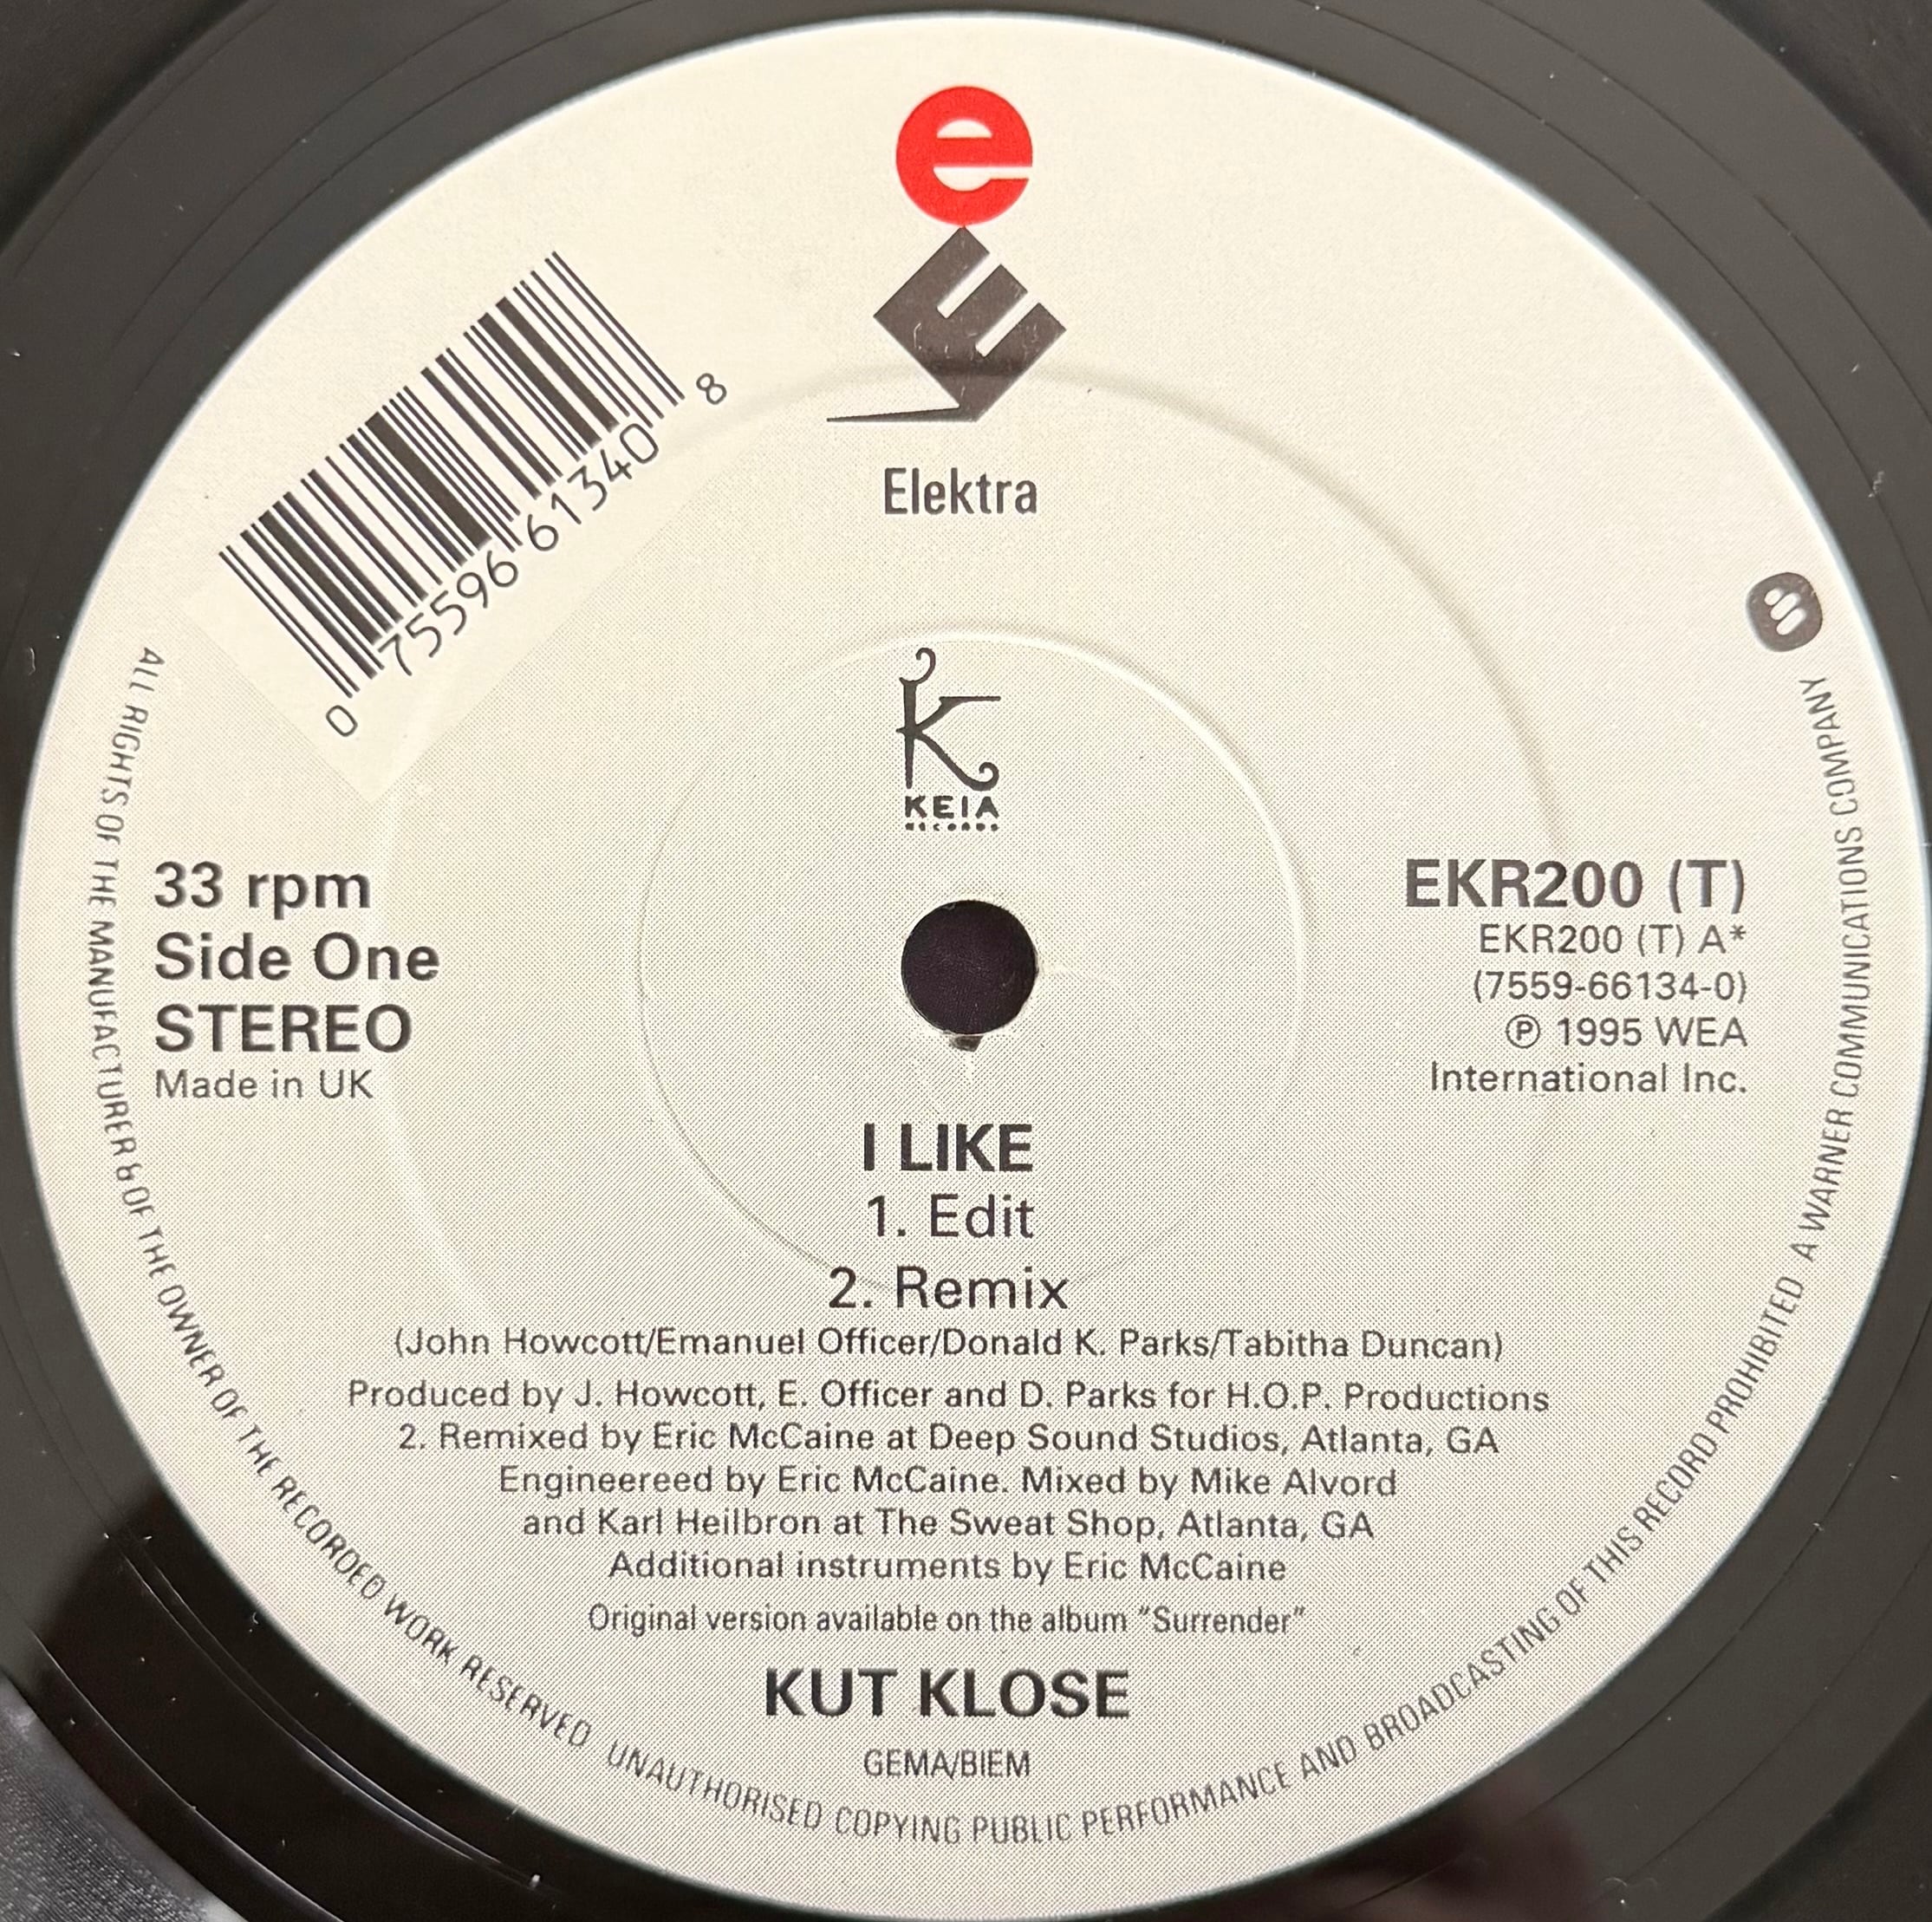 e
E
Elektra
0 75596 61340 8
K
KEIA
RECORDS
33 rpm
Side One
STEREO
Made in UK
EKR200 (T)
EKR200 (T) A*
(7559-66134-0)
℗ 1995 WEA
International Inc.
I LIKE
1. Edit
2. Remix
(John Howcott/Emanuel Officer/Donald K. Parks/Tabitha Duncan)
Produced by J. Howcott, E. Officer and D. Parks for H.O.P. Productions
2. Remixed by Eric McCaine at Deep Sound Studios, Atlanta, GA
Engineereed by Eric McCaine. Mixed by Mike Alvord
and Karl Heilbron at The Sweat Shop, Atlanta, GA
Additional instruments by Eric McCaine
Original version available on the album “Surrender”
KUT KLOSE
GEMA/BIEM
ALL RIGHTS OF THE MANUFACTURER & OF THE OWNER OF THE RECORDED WORK RESERVED UNAUTHORISED COPYING PUBLIC PERFORMANCE AND BROADCASTING OF THIS RECORD PROHIBITED A WARNER COMMUNICATIONS COMPANY